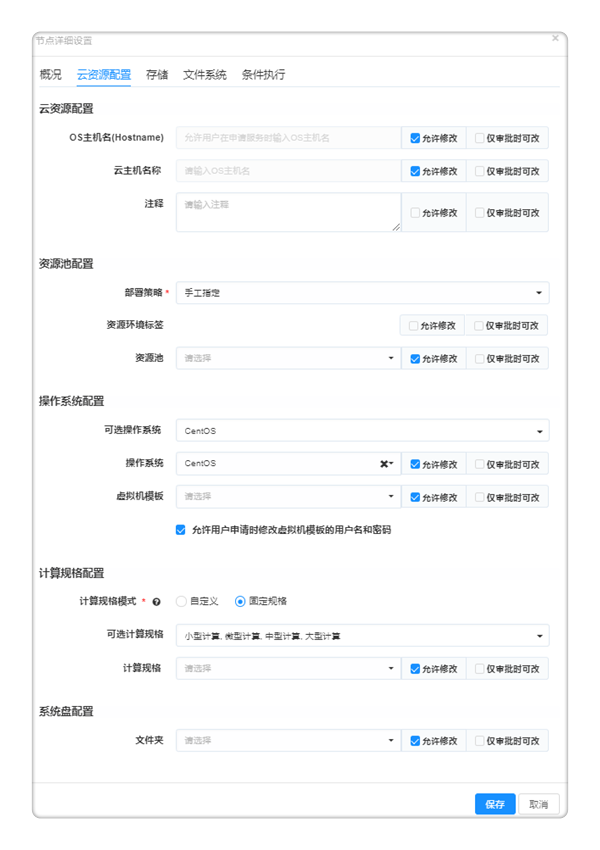 节点详细设置 ×
概况 云资源配置 存储 文件系统 条件执行
云资源配置
OS主机名(Hostname) 允许用户在申请服务时输入OS主机名 允许修改 仅审批时可改
云主机名称 请输入OS主机名 允许修改 仅审批时可改
注释 请输入注释 允许修改 仅审批时可改
资源池配置
部署策略 * 手工指定
资源环境标签 允许修改 仅审批时可改
资源池 请选择 允许修改 仅审批时可改
操作系统配置
可选操作系统 CentOS
操作系统 CentOS 允许修改 仅审批时可改
虚拟机模板 请选择 允许修改 仅审批时可改
允许用户申请时修改虚拟机模板的用户名和密码
计算规格配置
计算规格模式 * 自定义 固定规格
可选计算规格 小型计算, 微型计算, 中型计算, 大型计算
计算规格 请选择 允许修改 仅审批时可改
系统盘配置
文件夹 请选择 允许修改 仅审批时可改
保存 取消